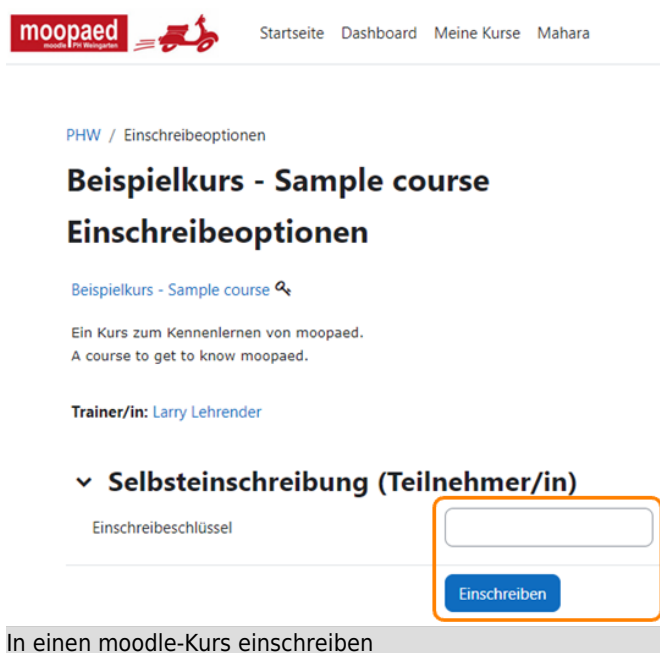 moopaed
moodle PH Weingarten
Startseite Dashboard Meine Kurse Mahara
PHW / Einschreibeoptionen
Beispielkurs - Sample course
Einschreibeoptionen
Beispielkurs - Sample course
Ein Kurs zum Kennenlernen von moopaed.
A course to get to know moopaed.
Trainer/in: Larry Lehrender
Selbsteinschreibung (Teilnehmer/in)
Einschreibeschlüssel
Einschreiben
In einen moodle-Kurs einschreiben